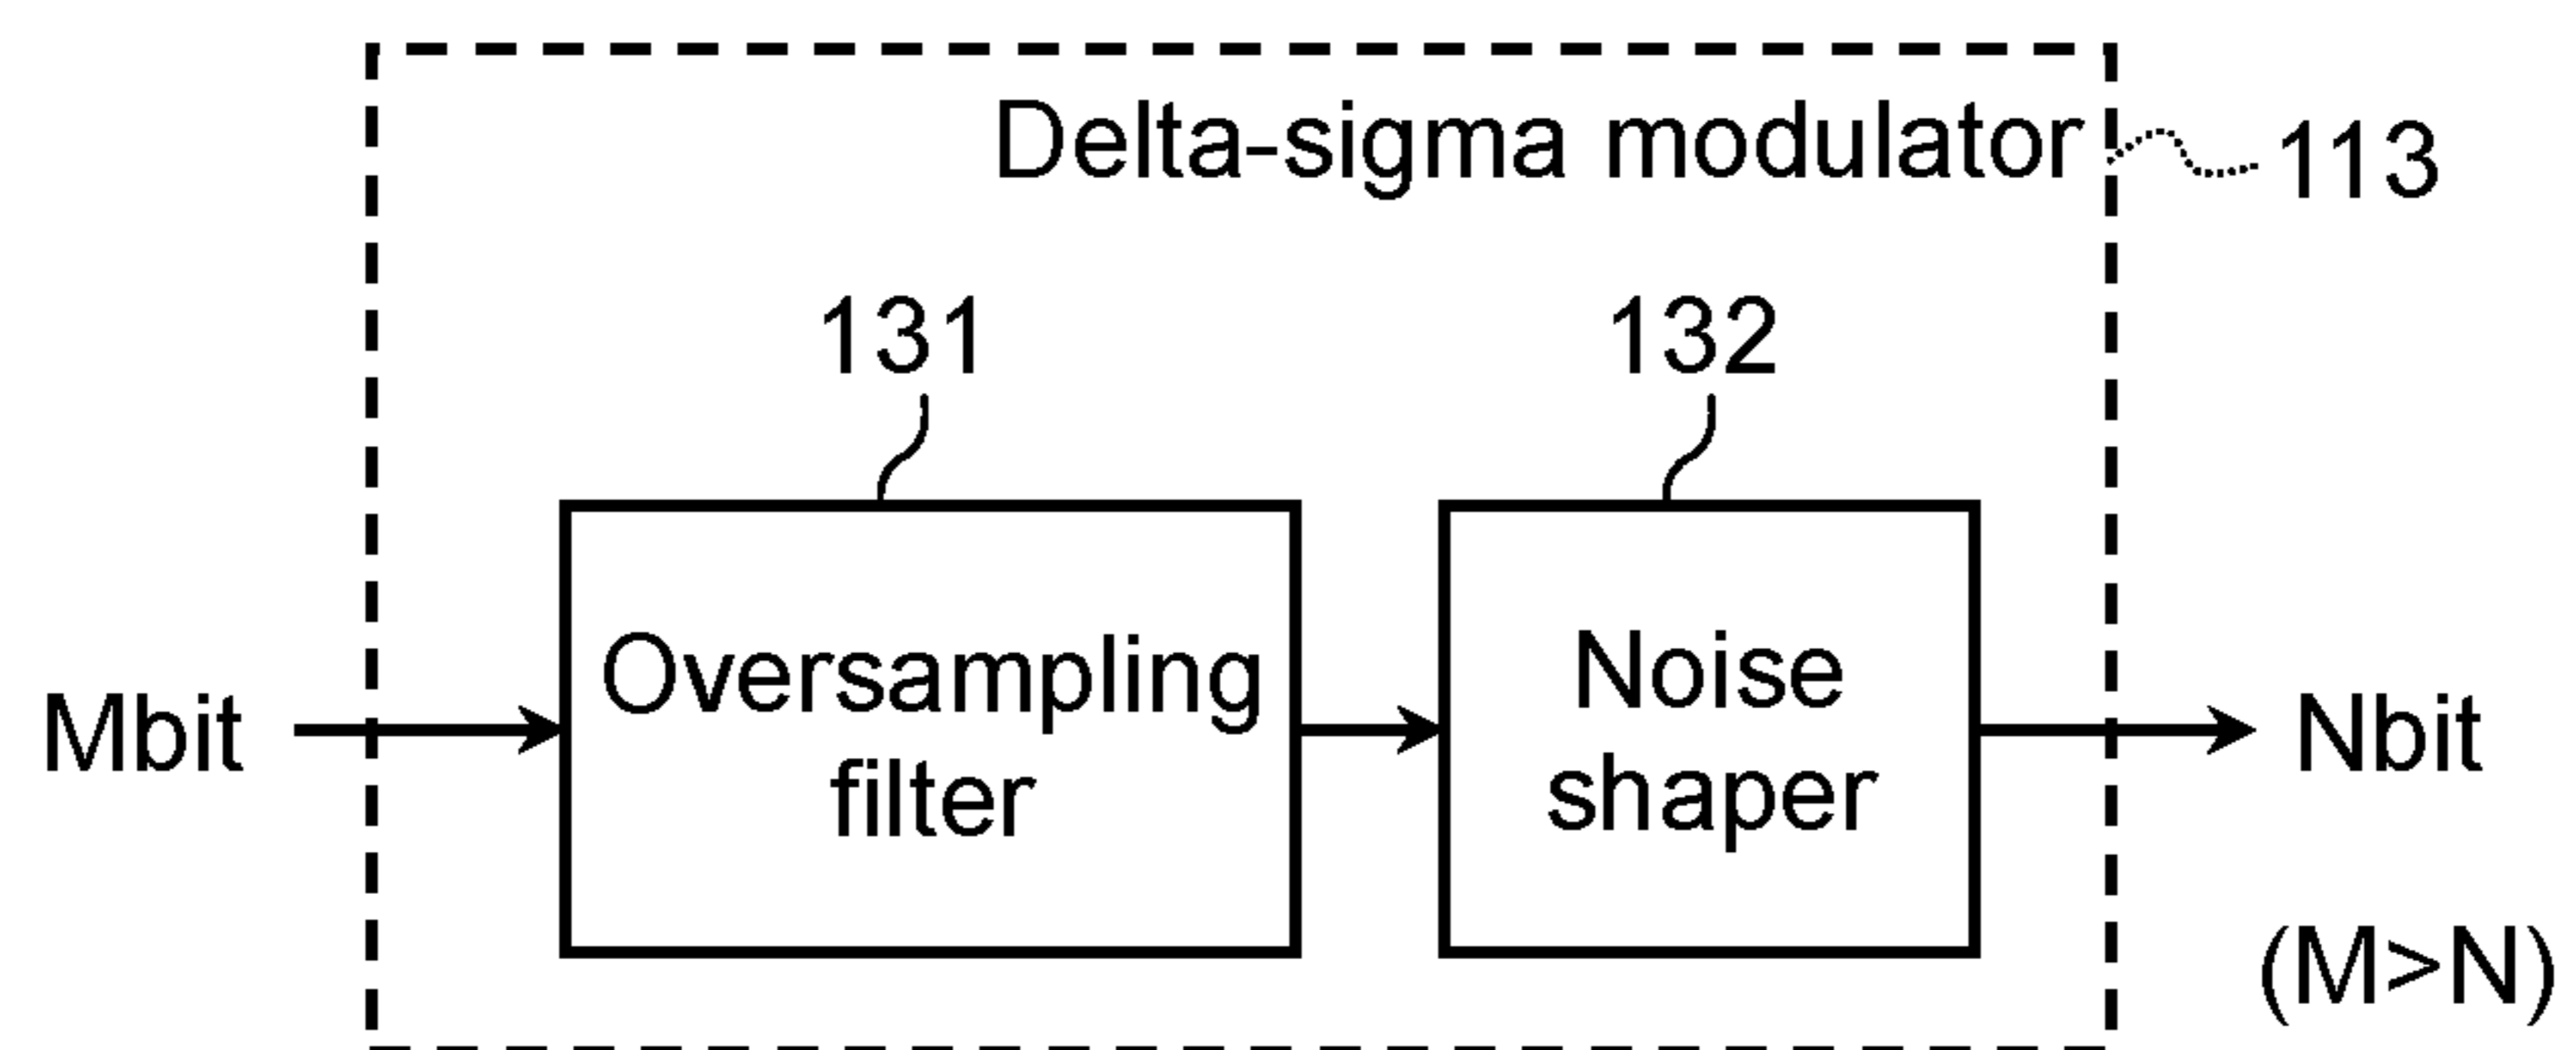 Delta-sigma modulator
113
131
132
Mbit
Oversampling
filter
Noise
shaper
Nbit
(M>N)